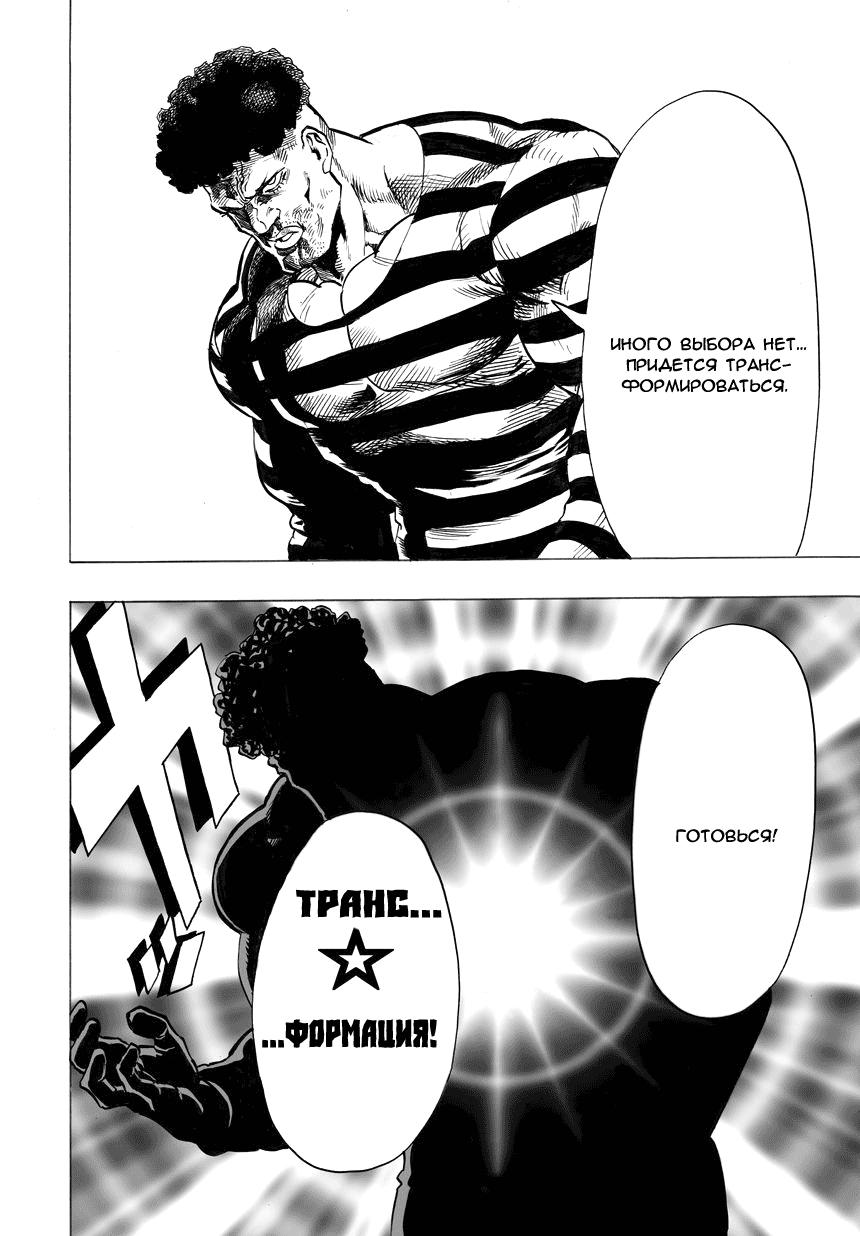 ИНОГО ВЫБОРА НЕТ...
ПРИДЕТСЯ ТРАНС-
ФОРМИРОВАТЬСЯ.
ГОТОВЬСЯ!
ТРАНС...
☆
...ФОРМАЦИЯ!